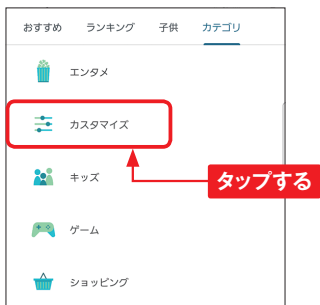 おすすめ ランキング 子供 カテゴリ
エンタメ
カスタマイズ
キッズ
タップする
ゲーム
ショッピング